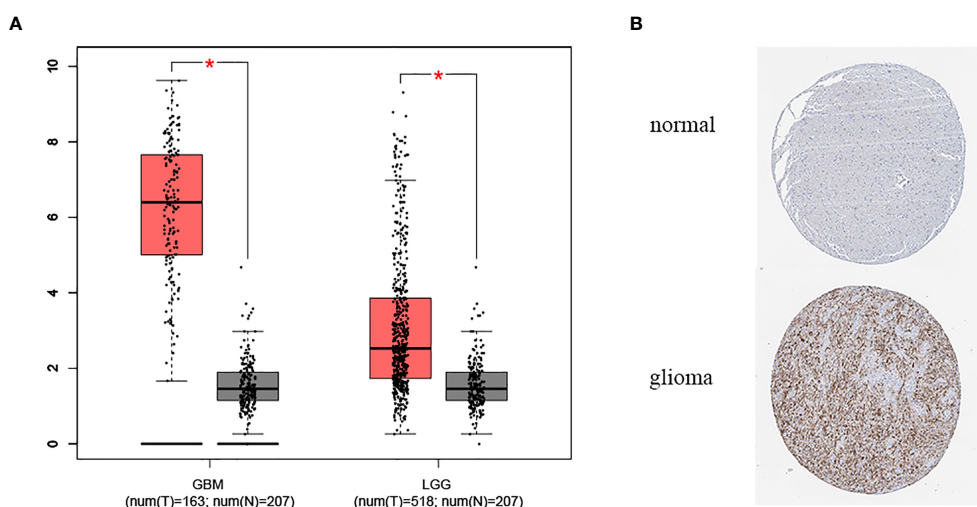 A
B
10
8
6
4
2
0
*
*
GBM
(num(T)=163; num(N)=207)
LGG
(num(T)=518; num(N)=207)
normal
glioma